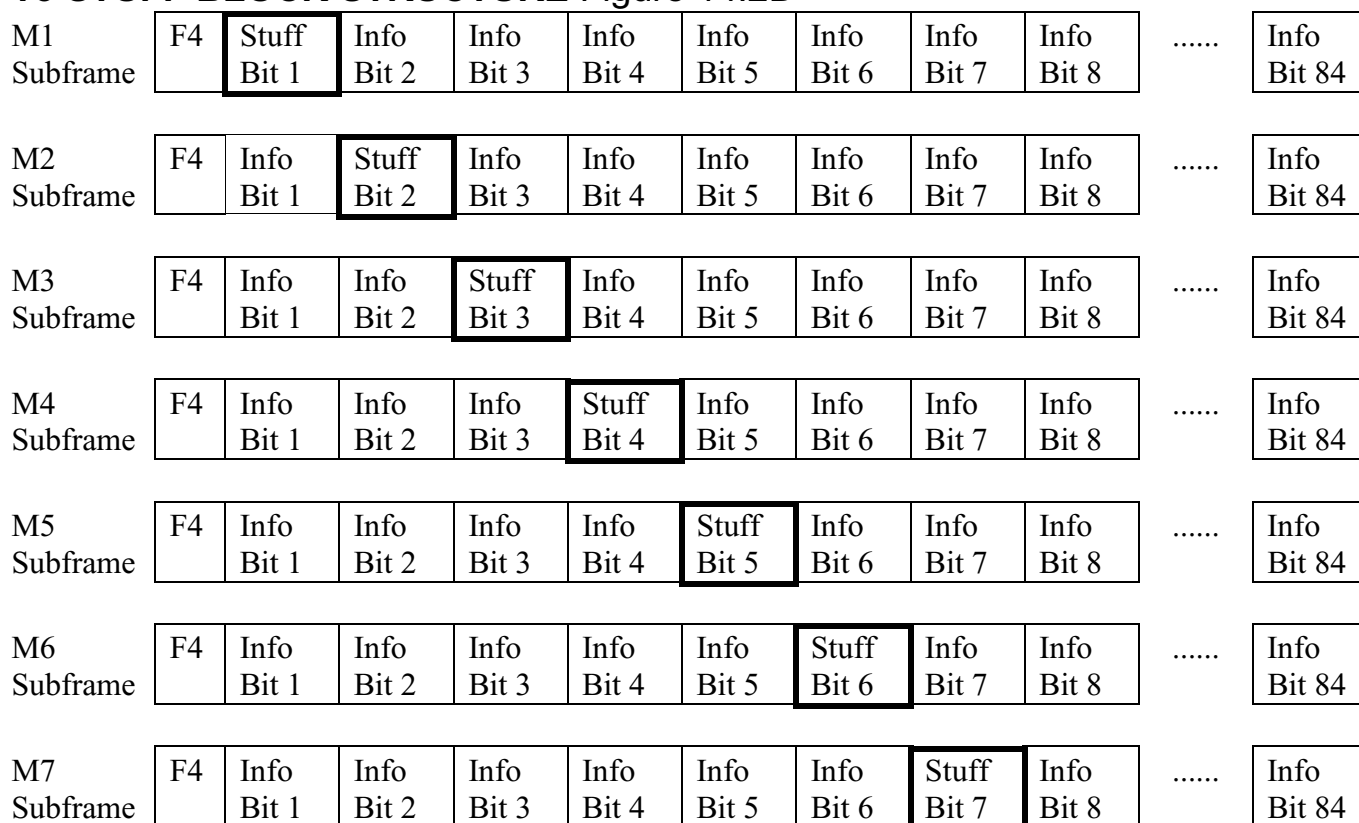 M1 F4 Stuff Info Info Info Info Info Info Info ...... Info
Subframe Bit 1 Bit 2 Bit 3 Bit 4 Bit 5 Bit 6 Bit 7 Bit 8 Bit 84
M2 F4 Info Stuff Info Info Info Info Info Info ...... Info
Subframe Bit 1 Bit 2 Bit 3 Bit 4 Bit 5 Bit 6 Bit 7 Bit 8 Bit 84
M3 F4 Info Info Stuff Info Info Info Info Info ...... Info
Subframe Bit 1 Bit 2 Bit 3 Bit 4 Bit 5 Bit 6 Bit 7 Bit 8 Bit 84
M4 F4 Info Info Info Stuff Info Info Info Info ...... Info
Subframe Bit 1 Bit 2 Bit 3 Bit 4 Bit 5 Bit 6 Bit 7 Bit 8 Bit 84
M5 F4 Info Info Info Info Stuff Info Info Info ...... Info
Subframe Bit 1 Bit 2 Bit 3 Bit 4 Bit 5 Bit 6 Bit 7 Bit 8 Bit 84
M6 F4 Info Info Info Info Info Stuff Info Info ...... Info
Subframe Bit 1 Bit 2 Bit 3 Bit 4 Bit 5 Bit 6 Bit 7 Bit 8 Bit 84
M7 F4 Info Info Info Info Info Info Stuff Info ...... Info
Subframe Bit 1 Bit 2 Bit 3 Bit 4 Bit 5 Bit 6 Bit 7 Bit 8 Bit 84